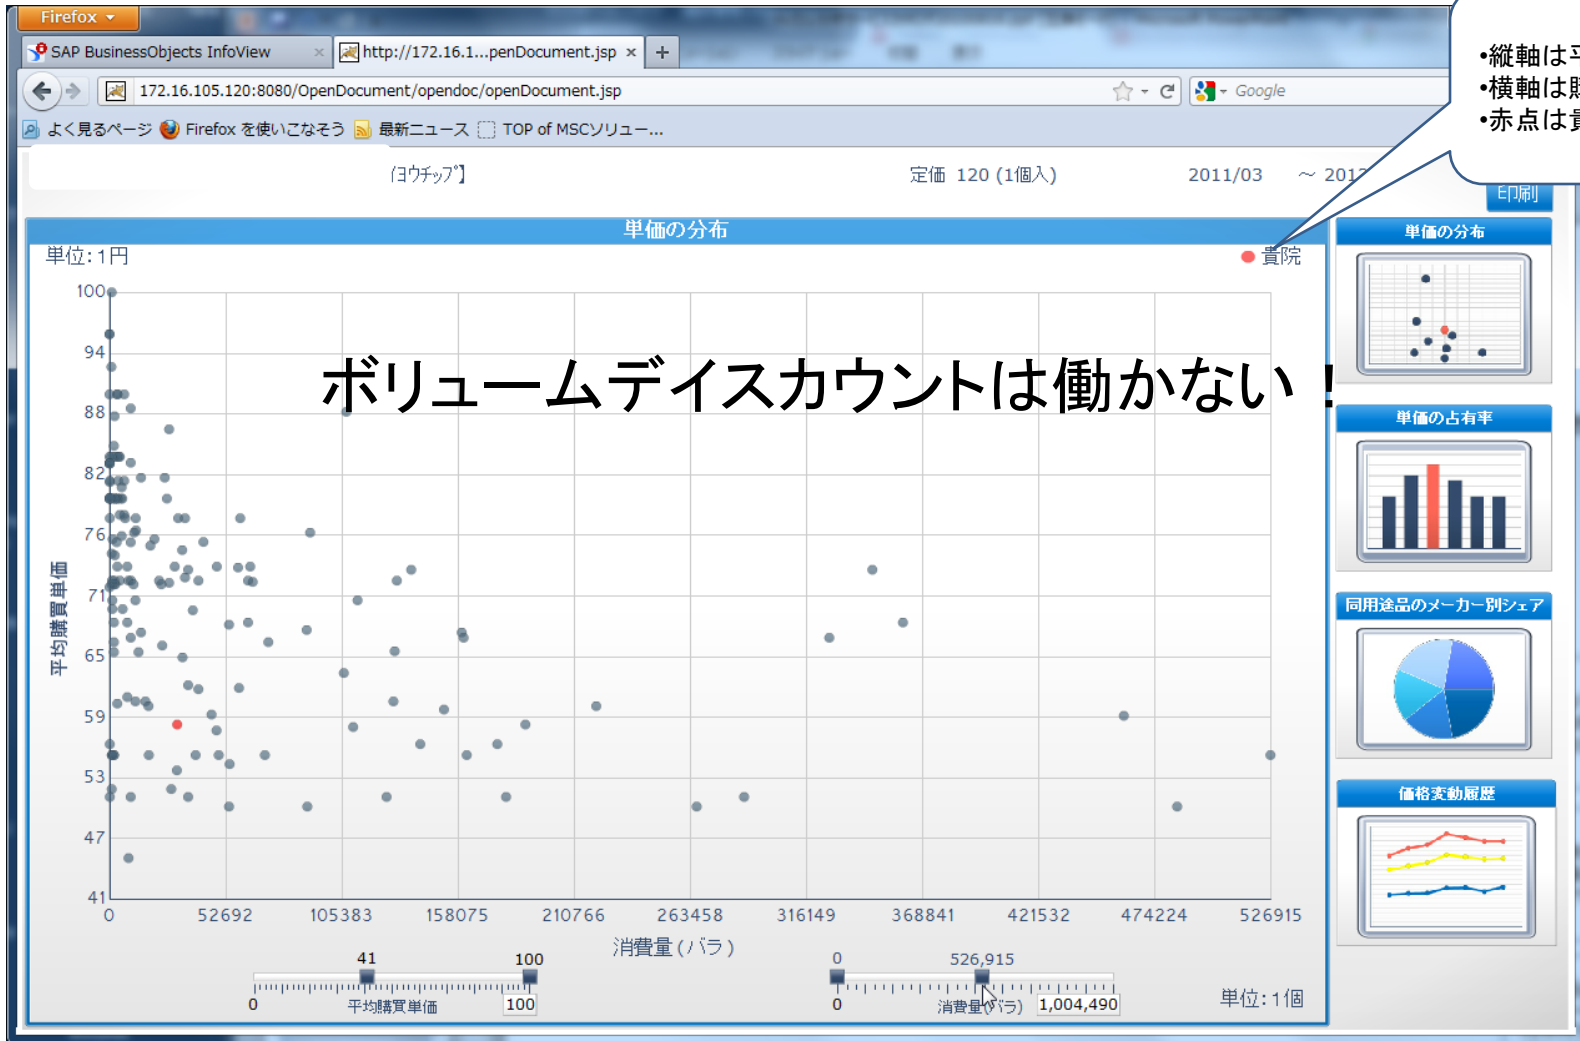 Firefox
SAP BusinessObjects InfoView
http://172.16.1...penDocument.jsp
172.16.105.120:8080/OpenDocument/opendoc/openDocument.jsp
Google
よく見るページ
Firefox を使いこなそう
最新ニュース
TOP of MSCソリュー...
•縦軸は平
•横軸は購
•赤点は貴
(ヨウチップ】
定価 120 (1個入)
2011/03 ～ 201
印刷
単価の分布
単位:1円
貴院
ボリュームデイスカウントは働かない！
平均購買単価
100
94
88
82
76
71
65
59
53
47
41
0 52692 105383 158075 210766 263458 316149 368841 421532 474224 526915
消費量(バラ)
41 100
0 平均購買単価 100
0 526,915
0 消費量(バラ) 1,004,490
単位:1個
単価の分布
単価の占有率
同用途品のメーカー別シェア
価格変動履歴